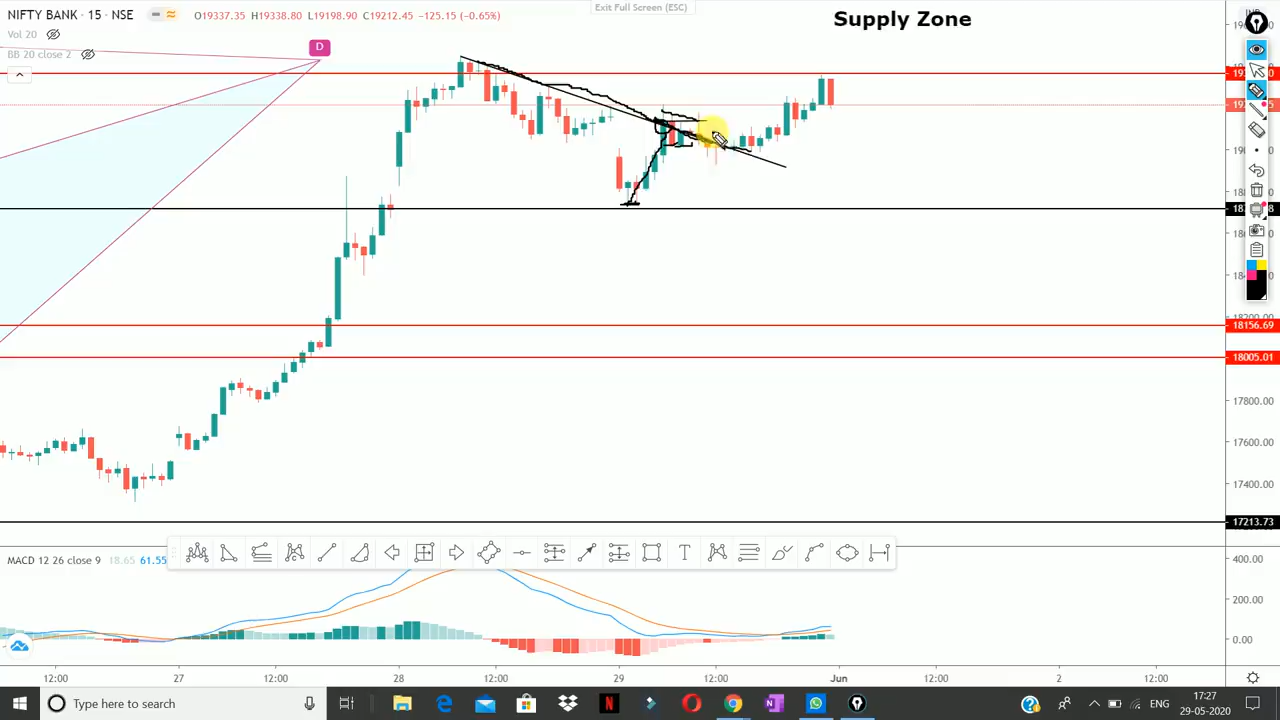 Exit Full Screen (ESC)
NIFTY BANK · 15 · NSE O19337.35 H19338.80 L19198.90 C19212.45 -125.15 (-0.65%)
Supply Zone
Vol 20
BB 20 close 2
D
18156.69
18005.01
17800.00
17600.00
17400.00
17213.73
MACD 12 26 close 9 18.65 61.55
400.00
200.00
0.00
12:00 27 12:00 28 12:00 29 12:00 Jun 12:00 2 12:00
Type here to search
ENG
17:27
29-05-2020